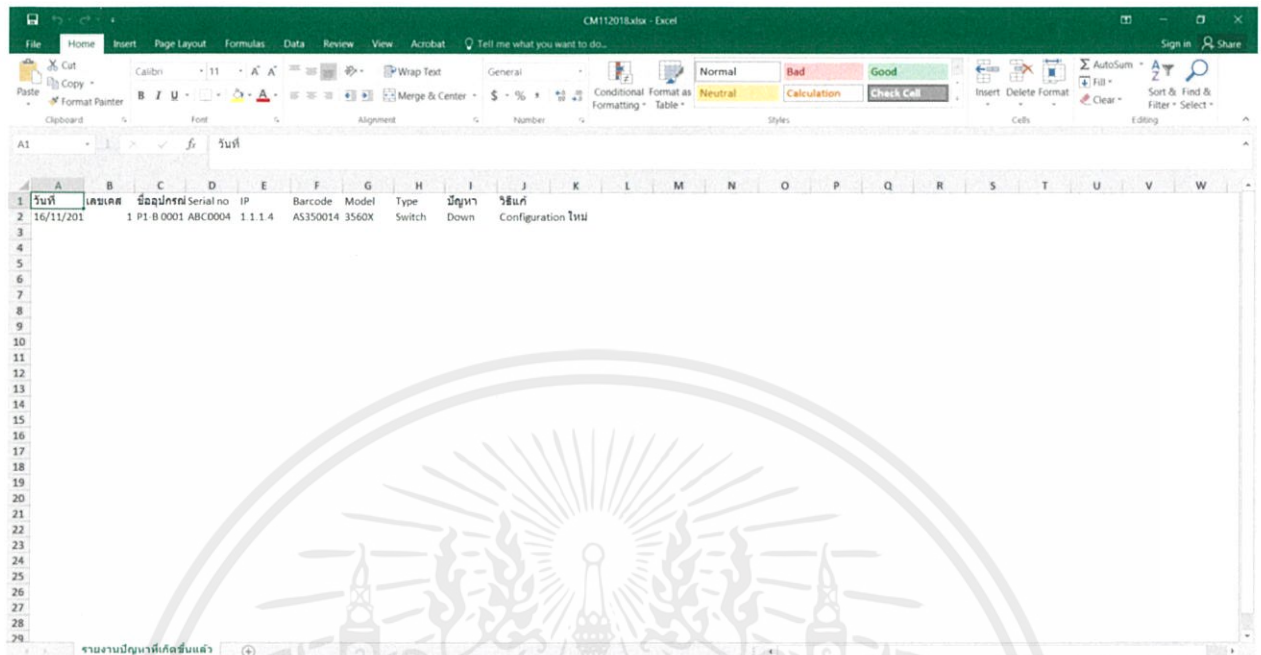 CM112018.xlsx - Excel
File Home Insert Page Layout Formulas Data Review View Acrobat Tell me what you want to do... Sign in Share
Paste Cut Copy Format Painter
Calibri 11 A A Wrap Text General
B I U A Merge & Center $ % , Conditional Formatting Format as Table
Normal Bad Good
Neutral Calculation Check Cell
Insert Delete Format
AutoSum Fill Clear Sort & Filter Find & Select
Clipboard Font Alignment Number Styles Cells Editing
A1 fx วันที่
A B C D E F G H I J K L M N O P Q R S T U V W
1 วันที่ เลขเคส ชื่ออุปกรณ์ Serial no IP Barcode Model Type ปัญหา วิธีแก้
2 16/11/201 1 P1-B 0001 ABC0004 1.1.1.4 AS350014 3560X Switch Down Configuration ใหม่
3
4
5
6
7
8
9
10
11
12
13
14
15
16
17
18
19
20
21
22
23
24
25
26
27
28
29
รายงานปัญหาที่เกิดขึ้นแล้ว